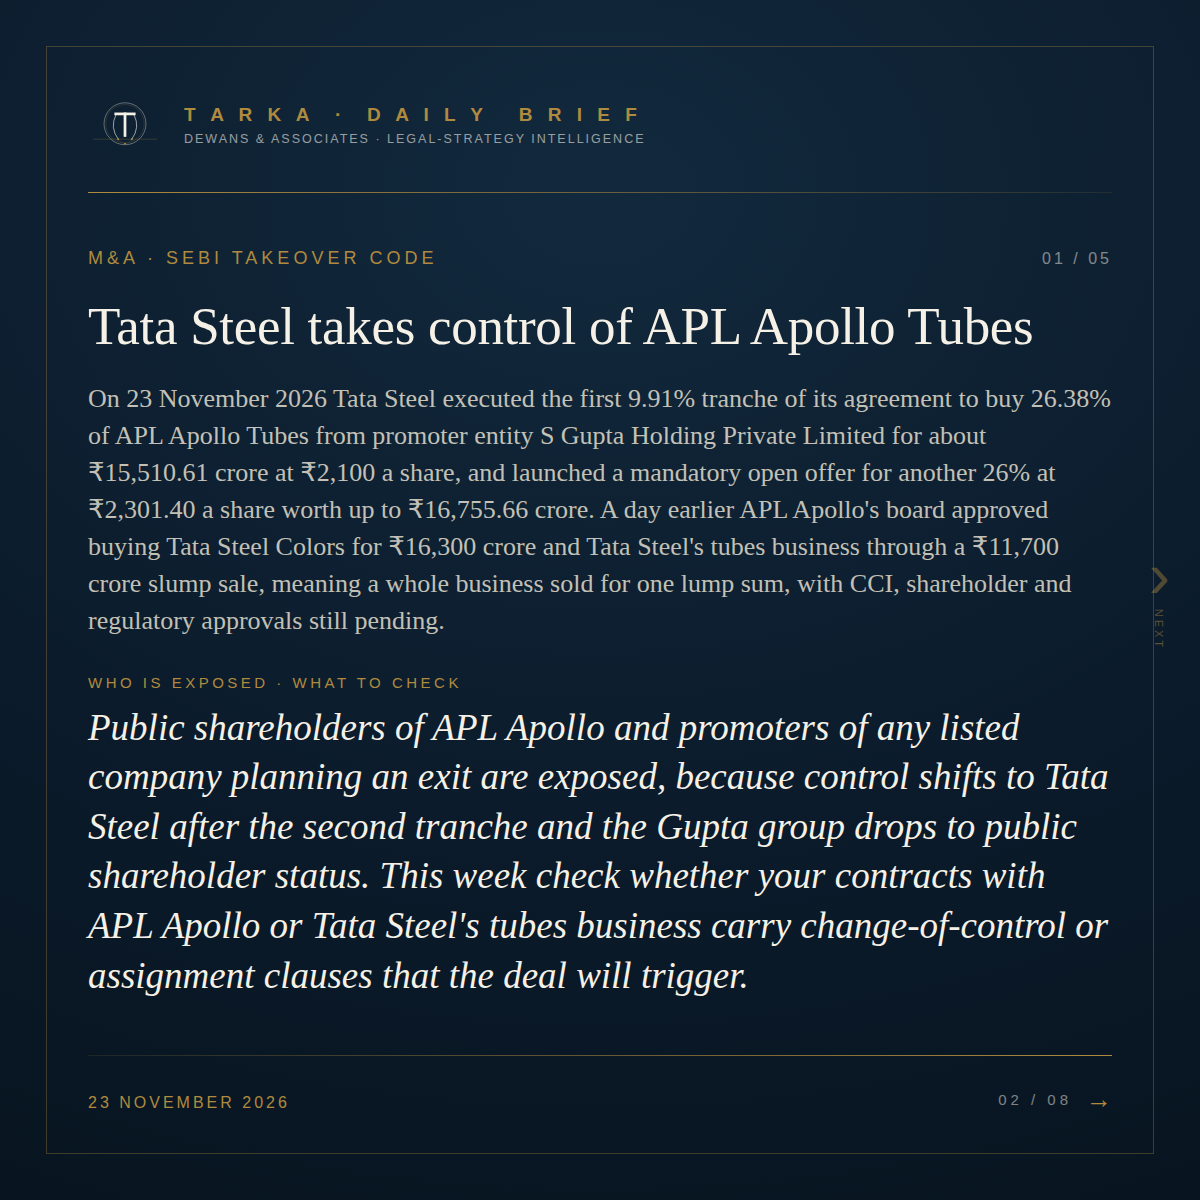 T
TARKA · DAILY BRIEF
DEWANS & ASSOCIATES · LEGAL-STRATEGY INTELLIGENCE
M&A · SEBI TAKEOVER CODE
01 / 05
Tata Steel takes control of APL Apollo Tubes
On 23 November 2026 Tata Steel executed the first 9.91% tranche of its agreement to buy 26.38%
of APL Apollo Tubes from promoter entity S Gupta Holding Private Limited for about
₹15,510.61 crore at ₹2,100 a share, and launched a mandatory open offer for another 26% at
₹2,301.40 a share worth up to ₹16,755.66 crore. A day earlier APL Apollo's board approved
buying Tata Steel Colors for ₹16,300 crore and Tata Steel's tubes business through a ₹11,700
crore slump sale, meaning a whole business sold for one lump sum, with CCI, shareholder and
regulatory approvals still pending.
NEXT
WHO IS EXPOSED · WHAT TO CHECK
Public shareholders of APL Apollo and promoters of any listed
company planning an exit are exposed, because control shifts to Tata
Steel after the second tranche and the Gupta group drops to public
shareholder status. This week check whether your contracts with
APL Apollo or Tata Steel's tubes business carry change-of-control or
assignment clauses that the deal will trigger.
23 NOVEMBER 2026
02 / 08 →